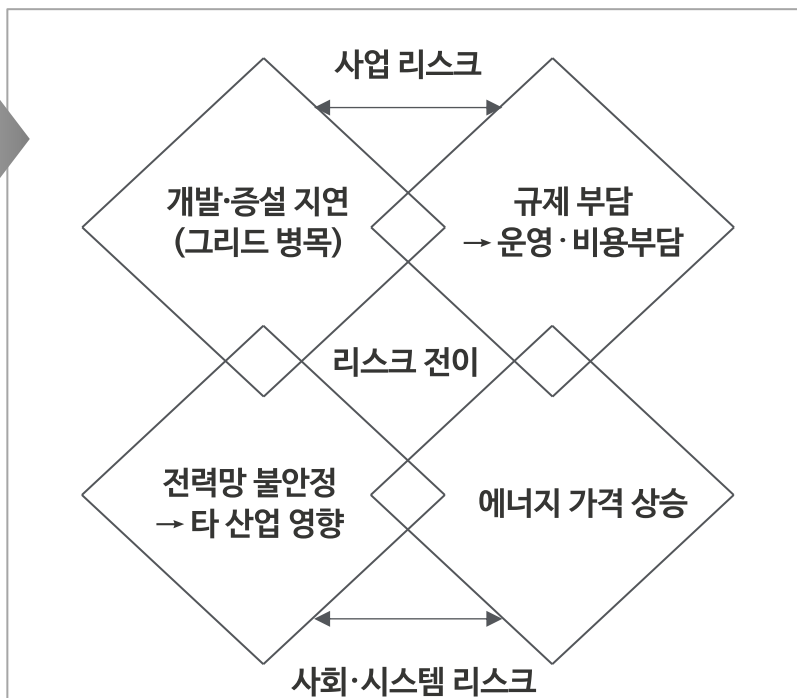 사업 리스크
개발·증설 지연
(그리드 병목)
규제 부담
→ 운영·비용부담
리스크 전이
전력망 불안정
→ 타 산업 영향
에너지 가격 상승
사회·시스템 리스크